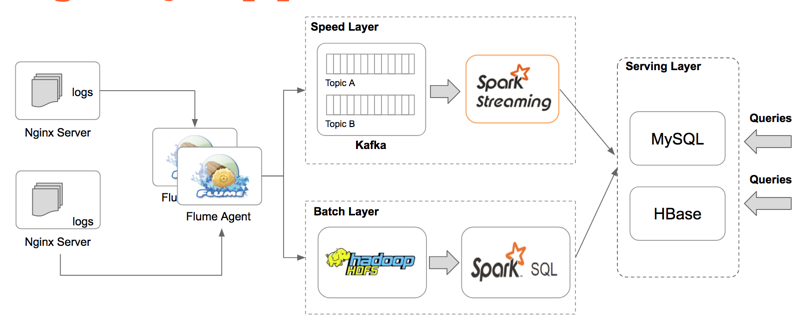 Speed Layer
logs
Nginx Server
Topic A
Topic B
Kafka
Spark
Streaming
Serving Layer
MySQL
HBase
Queries
Queries
Flu
Flume Agent
logs
Nginx Server
Batch Layer
hadoop
HDFS
Spark SQL